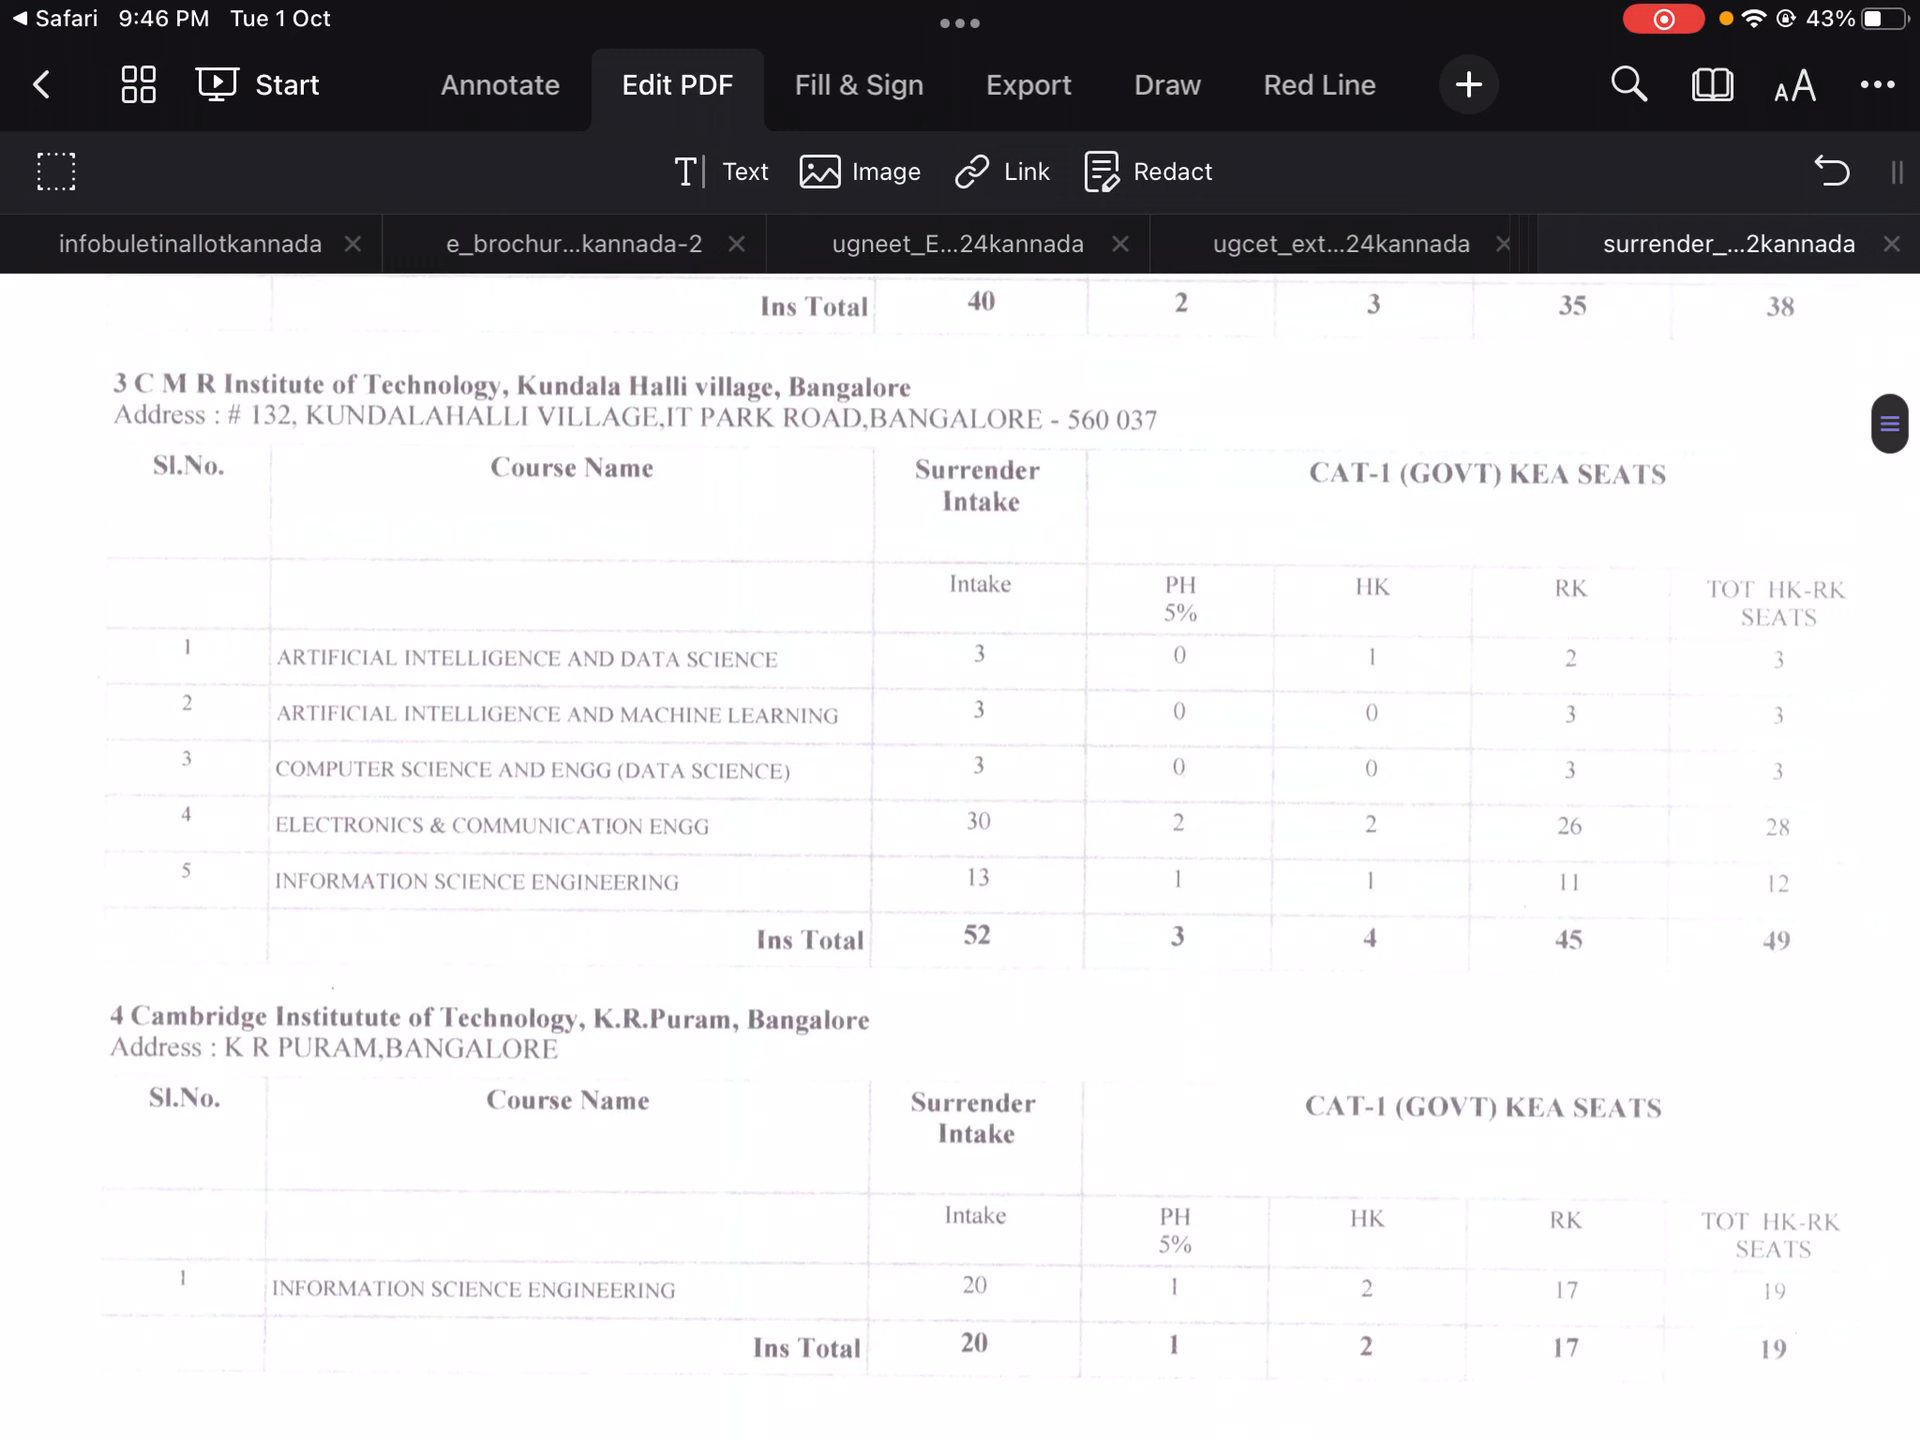 Safari 9:46 PM Tue 1 Oct 43%
Start Annotate Edit PDF Fill & Sign Export Draw Red Line
Text Image Link Redact
infobuletinallotkannada e_brochur...kannada-2 ugneet_E...24kannada ugcet_ext...24kannada surrender_...2kannada
Ins Total 40 2 3 35 38
3 C M R Institute of Technology, Kundala Halli village, Bangalore
Address : # 132, KUNDALAHALLI VILLAGE,IT PARK ROAD,BANGALORE - 560 037
Sl.No. Course Name Surrender Intake CAT-1 (GOVT) KEA SEATS
Intake PH 5% HK RK TOT HK-RK SEATS
1 ARTIFICIAL INTELLIGENCE AND DATA SCIENCE 3 0 1 2 3
2 ARTIFICIAL INTELLIGENCE AND MACHINE LEARNING 3 0 0 3 3
3 COMPUTER SCIENCE AND ENGG (DATA SCIENCE) 3 0 0 3 3
4 ELECTRONICS & COMMUNICATION ENGG 30 2 2 26 28
5 INFORMATION SCIENCE ENGINEERING 13 1 1 11 12
Ins Total 52 3 4 45 49
4 Cambridge Institutute of Technology, K.R.Puram, Bangalore
Address : K R PURAM,BANGALORE
Sl.No. Course Name Surrender Intake CAT-1 (GOVT) KEA SEATS
Intake PH 5% HK RK TOT HK-RK SEATS
1 INFORMATION SCIENCE ENGINEERING 20 1 2 17 19
Ins Total 20 1 2 17 19